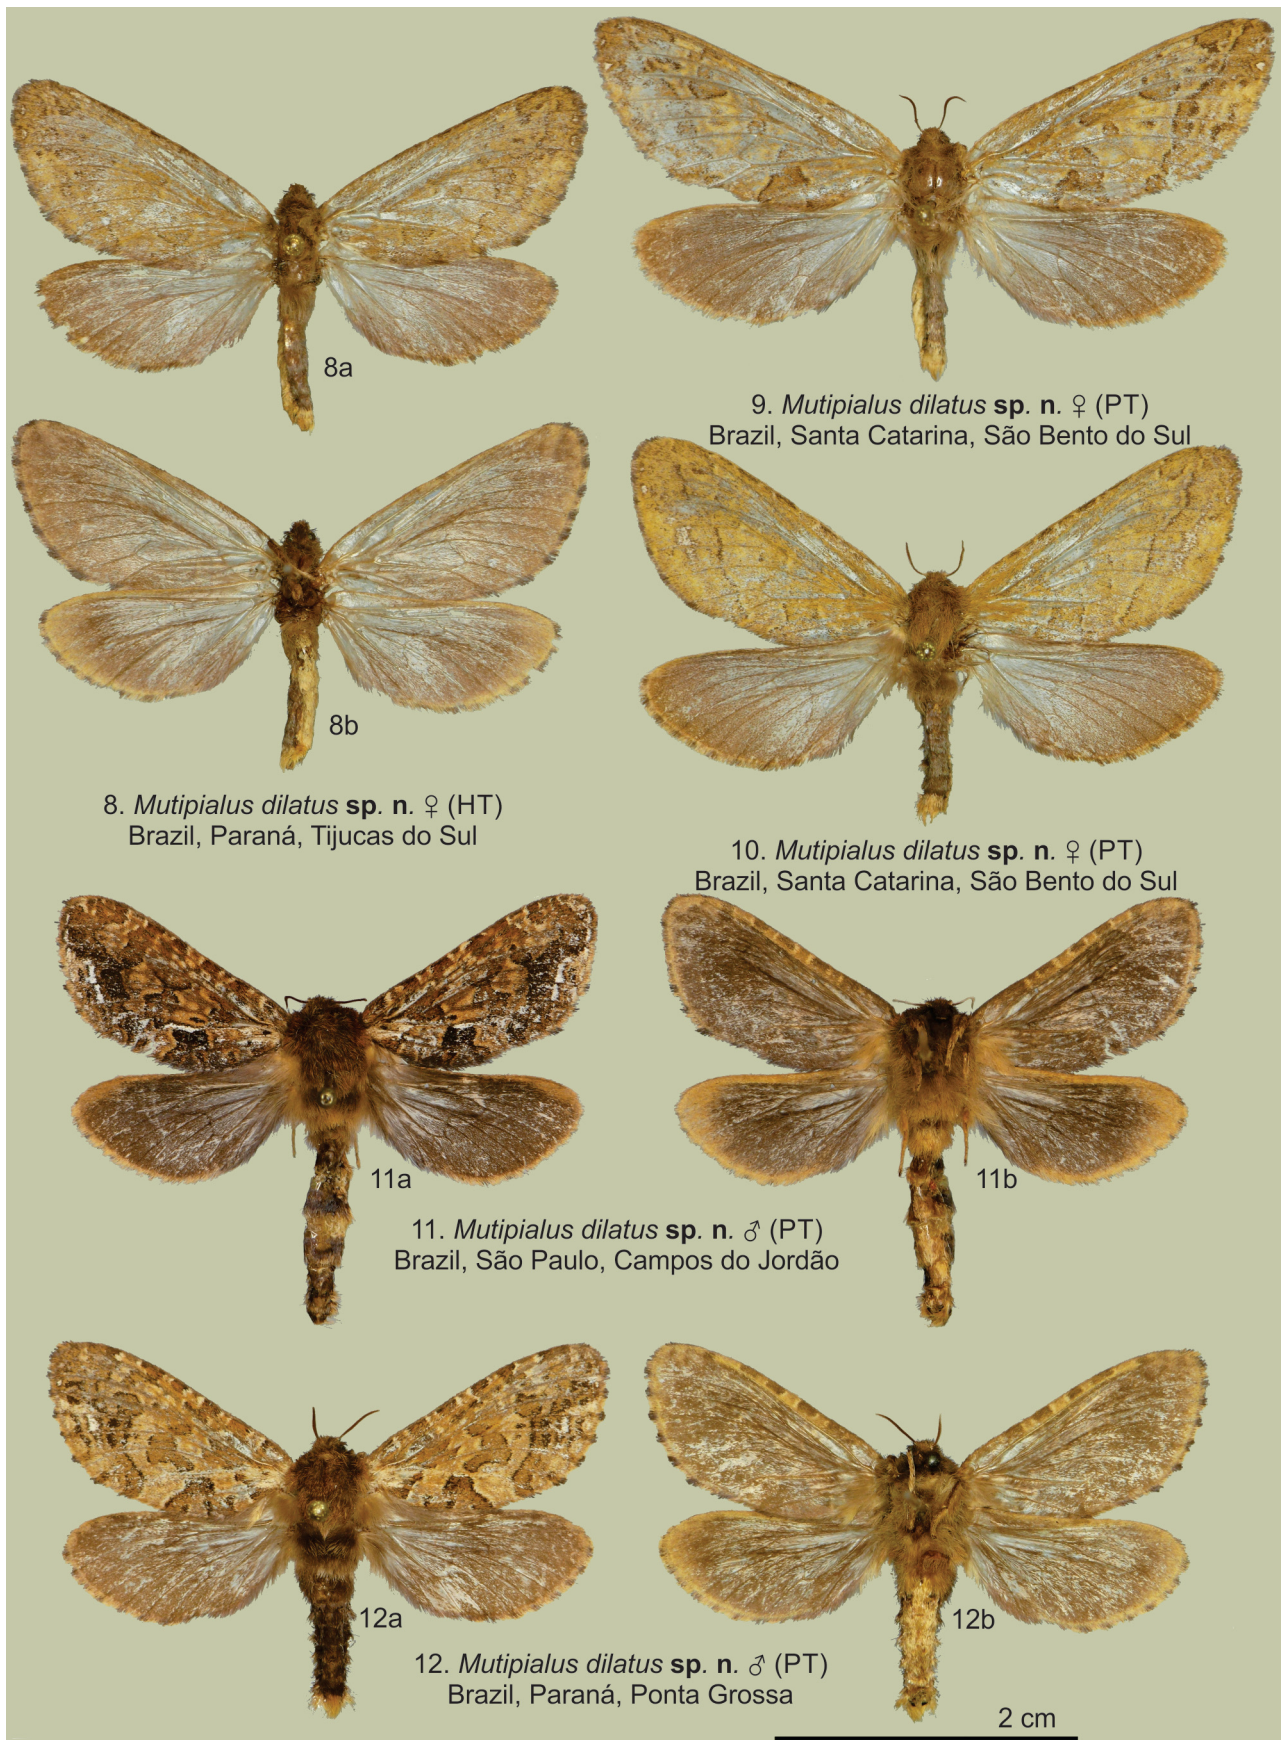 8a
9. Mutipialus dilatus sp. n. ♀ (PT)
Brazil, Santa Catarina, São Bento do Sul
8b
8. Mutipialus dilatus sp. n. ♀ (HT)
Brazil, Paraná, Tijucas do Sul
10. Mutipialus dilatus sp. n. ♀ (PT)
Brazil, Santa Catarina, São Bento do Sul
11a
11b
11. Mutipialus dilatus sp. n. ♂ (PT)
Brazil, São Paulo, Campos do Jordão
12a
12b
12. Mutipialus dilatus sp. n. ♂ (PT)
Brazil, Paraná, Ponta Grossa
2 cm